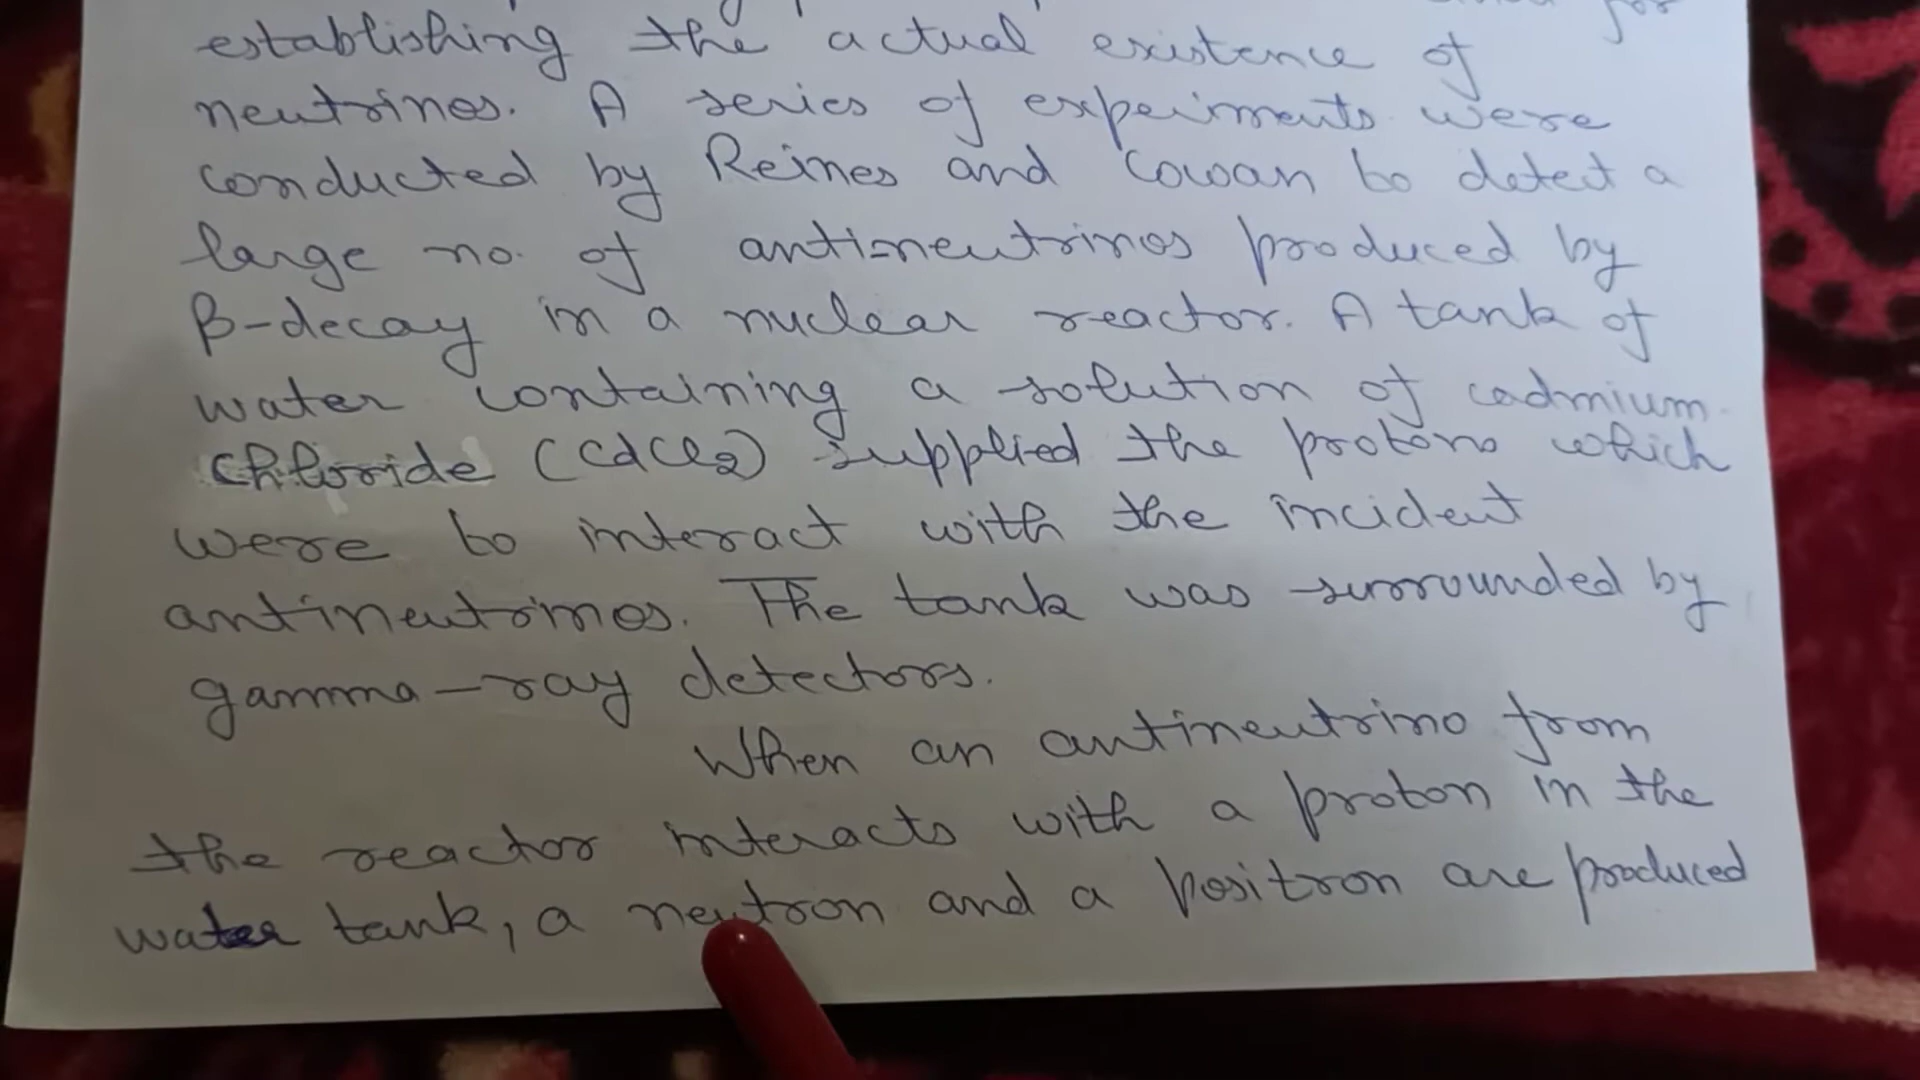 for
establishing the actual existence of
neutrinos. A series of experiments were
conducted by Reines and Cowan to detect a
large no. of antineutrinos produced by
β-decay in a nuclear reactor. A tank of
water containing a solution of cadmium
chloride (CdCl2) supplied the protons which
were to interact with the incident
antineutrinos. The tank was surrounded by
gamma-ray detectors.
When an antineutrino from
the reactor interacts with a proton in the
water tank, a neutron and a positron are produced